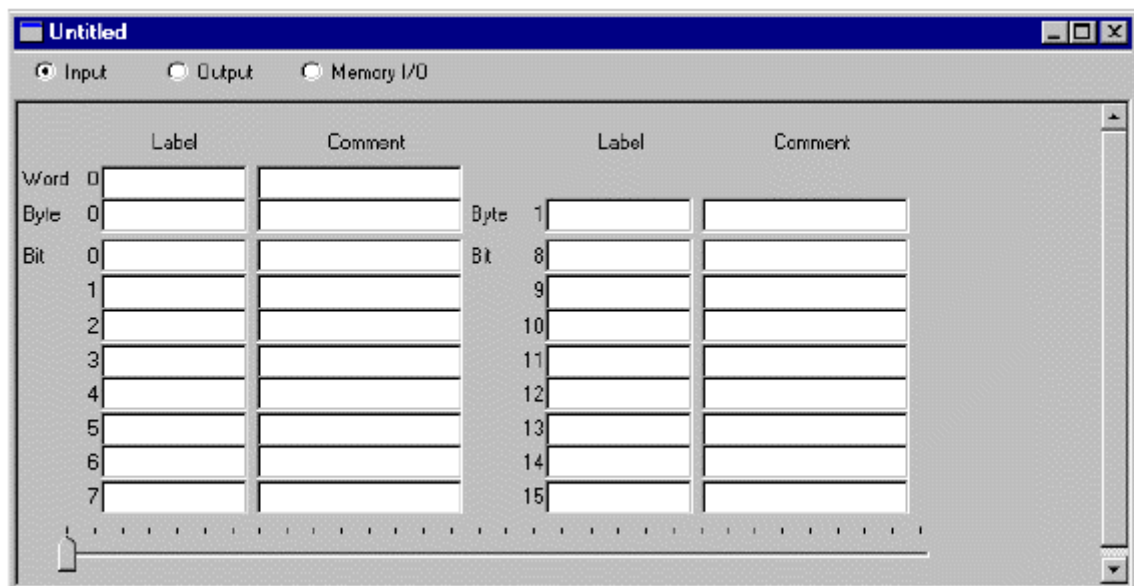 Untitled
Input Output Memory I/O
Label Comment Label Comment
Word 0
Byte 0 Byte 1
Bit 0 Bit 8
1 9
2 10
3 11
4 12
5 13
6 14
7 15